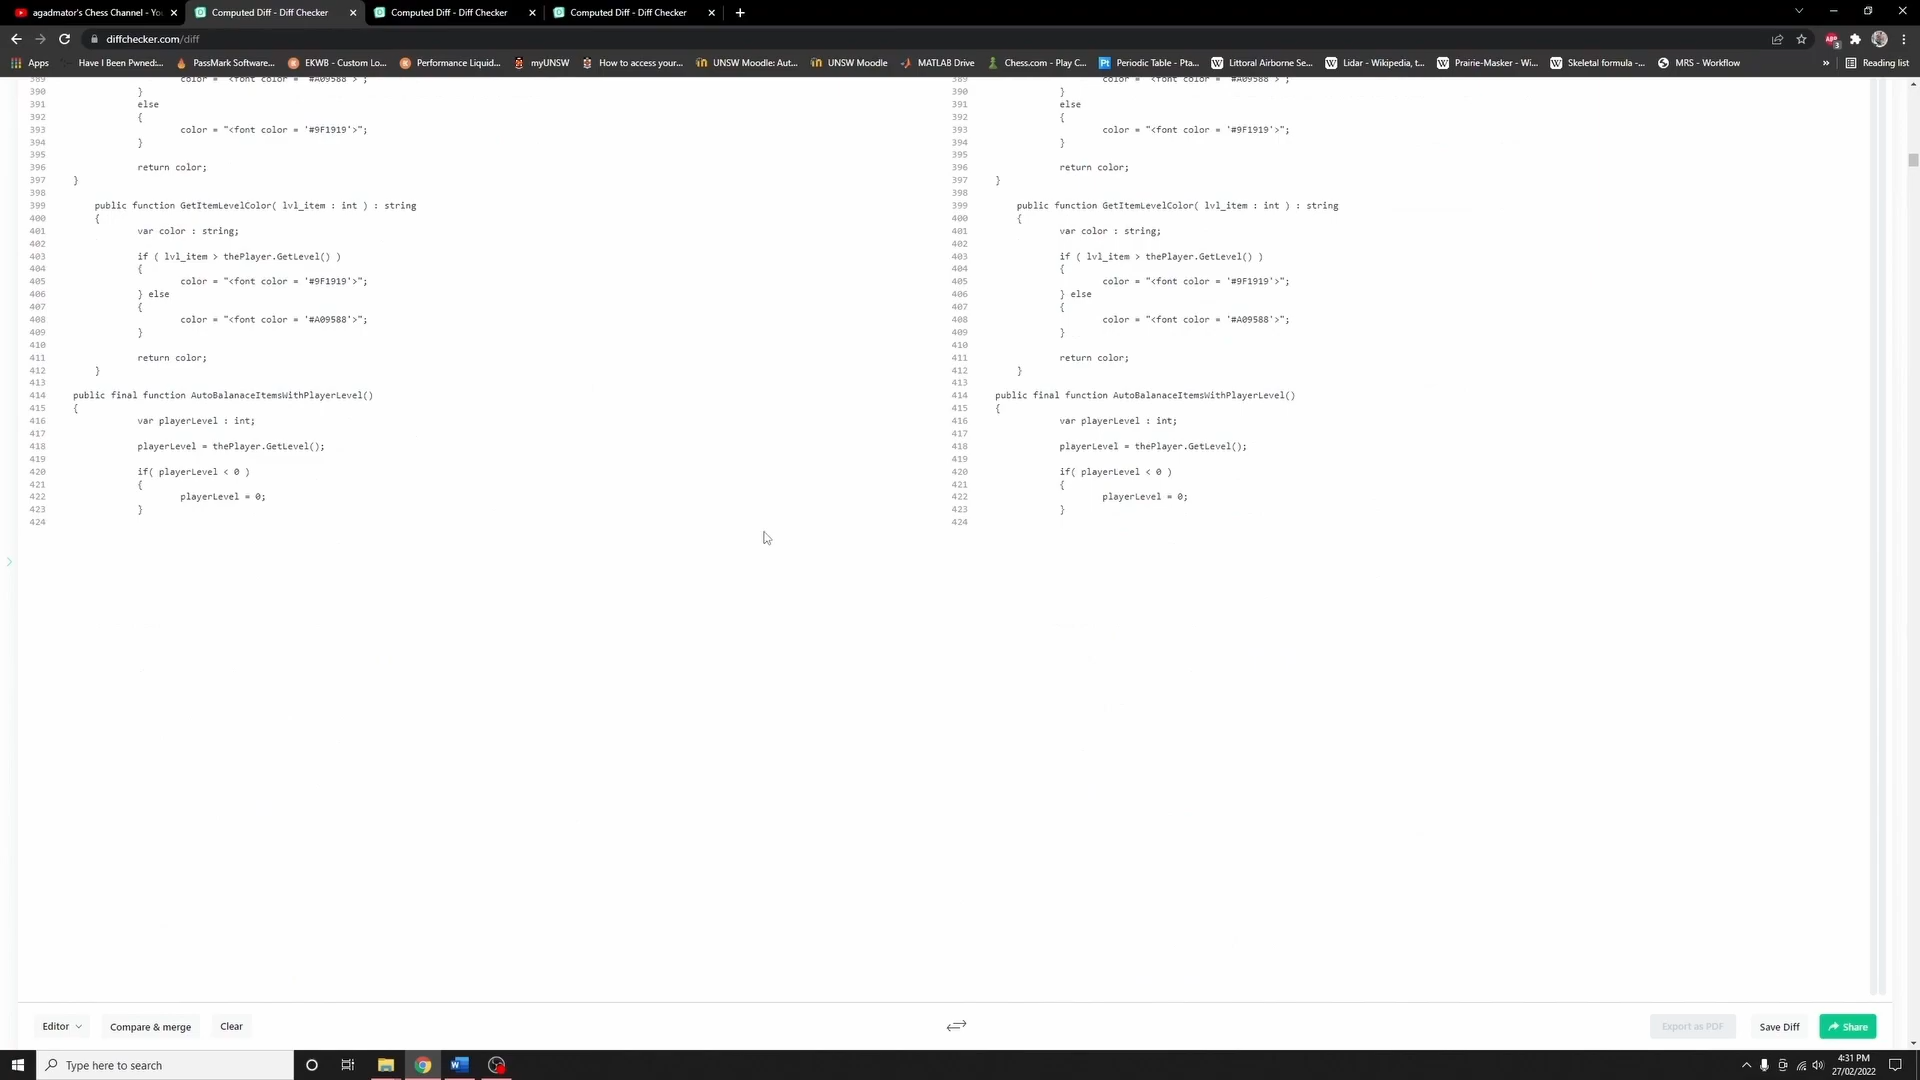 agadmator's Chess Channel - Yo
Computed Diff - Diff Checker
Computed Diff - Diff Checker
Computed Diff - Diff Checker
diffchecker.com/diff
Apps
Have I Been Pwned:...
PassMark Software...
EKWB - Custom Lo...
Performance Liquid...
myUNSW
How to access your...
UNSW Moodle: Aut...
UNSW Moodle
MATLAB Drive
Chess.com - Play C...
Periodic Table - Pta...
Littoral Airborne Se...
Lidar - Wikipedia, t...
Prairie-Masker - Wi...
Skeletal formula -...
MRS - Workflow
»
Reading list
389 color = "<font color = '#A09588'>";
390 }
391 else
392 {
393 color = "<font color = '#9F1919'>";
394 }
395
396 return color;
397 }
398
399 public function GetItemLevelColor( lvl_item : int ) : string
400 {
401 var color : string;
402
403 if ( lvl_item > thePlayer.GetLevel() )
404 {
405 color = "<font color = '#9F1919'>";
406 } else
407 {
408 color = "<font color = '#A09588'>";
409 }
410
411 return color;
412 }
413
414 public final function AutoBalanaceItemsWithPlayerLevel()
415 {
416 var playerLevel : int;
417
418 playerLevel = thePlayer.GetLevel();
419
420 if( playerLevel < 0 )
421 {
422 playerLevel = 0;
423 }
424
389 color = "<font color = '#A09588'>";
390 }
391 else
392 {
393 color = "<font color = '#9F1919'>";
394 }
395
396 return color;
397 }
398
399 public function GetItemLevelColor( lvl_item : int ) : string
400 {
401 var color : string;
402
403 if ( lvl_item > thePlayer.GetLevel() )
404 {
405 color = "<font color = '#9F1919'>";
406 } else
407 {
408 color = "<font color = '#A09588'>";
409 }
410
411 return color;
412 }
413
414 public final function AutoBalanaceItemsWithPlayerLevel()
415 {
416 var playerLevel : int;
417
418 playerLevel = thePlayer.GetLevel();
419
420 if( playerLevel < 0 )
421 {
422 playerLevel = 0;
423 }
424
Editor
Compare & merge
Clear
Export as PDF
Save Diff
Share
Type here to search
4:31 PM
27/02/2022